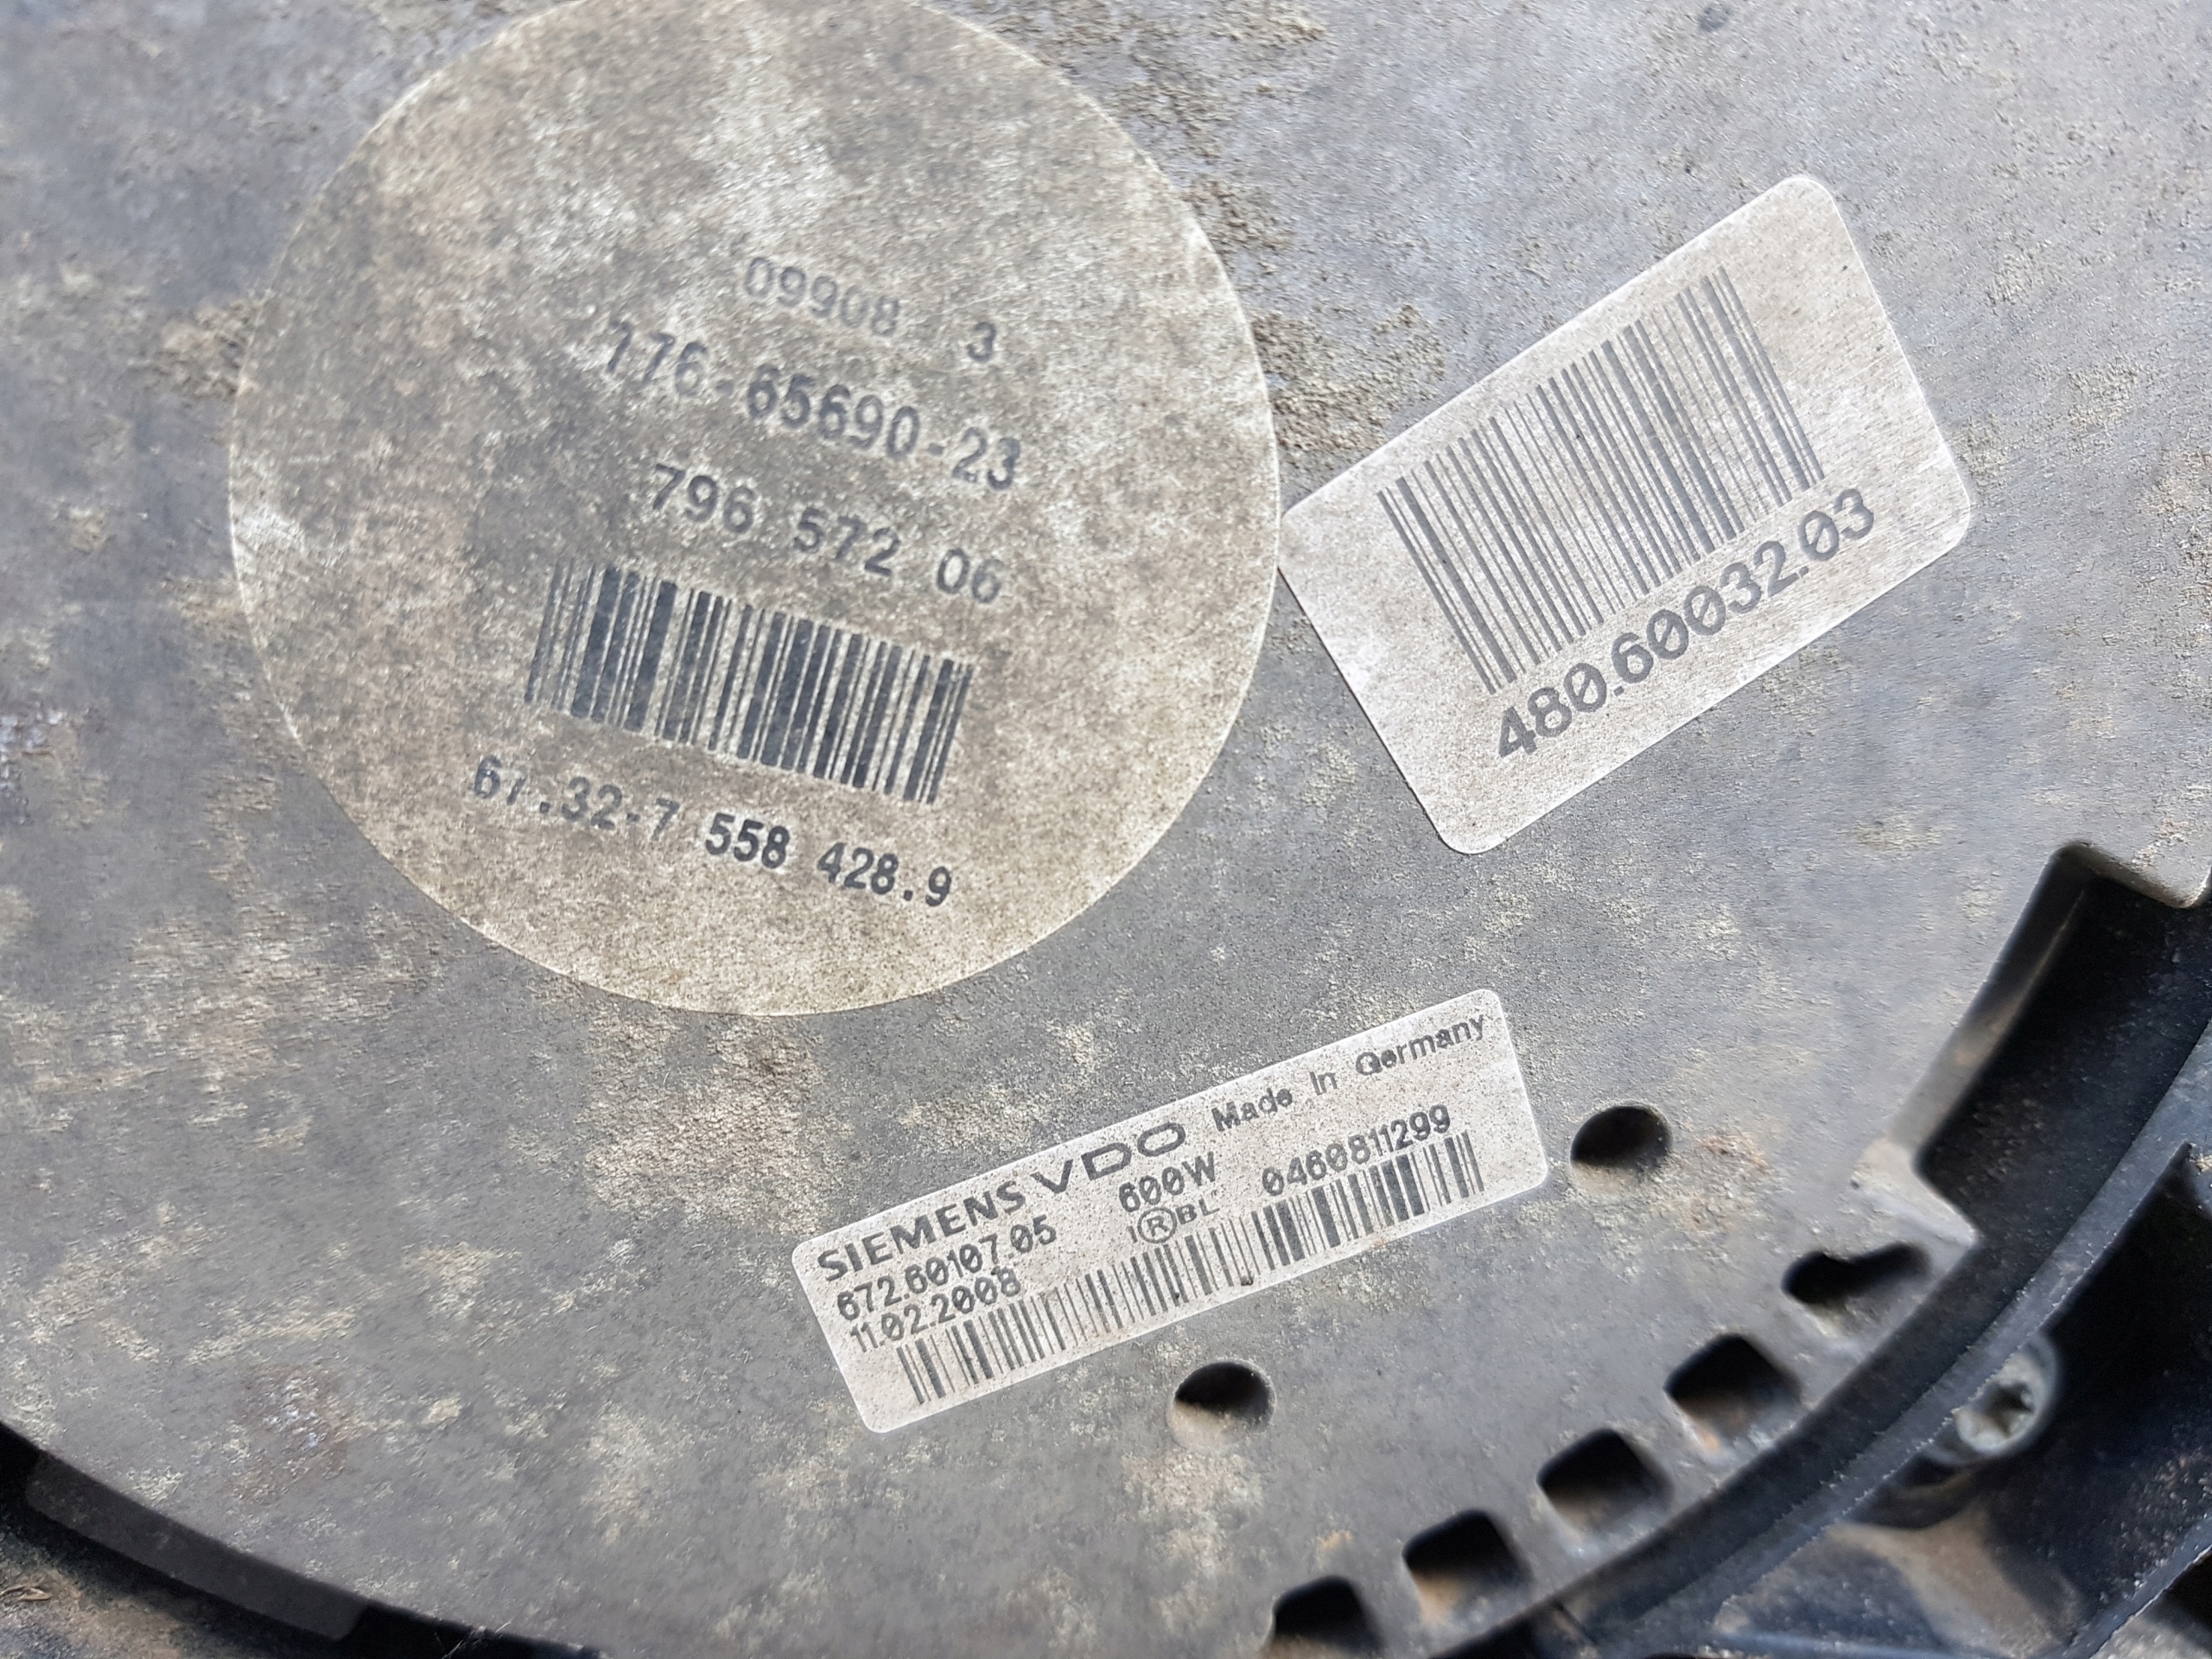 09908 3
776-65690-23
796 572 06
67.32-7 558 428.9
480.60032.03
SIEMENS VDO Made In Germany
672.60107.05 600W 0460811299
11.02.2008 I®BL